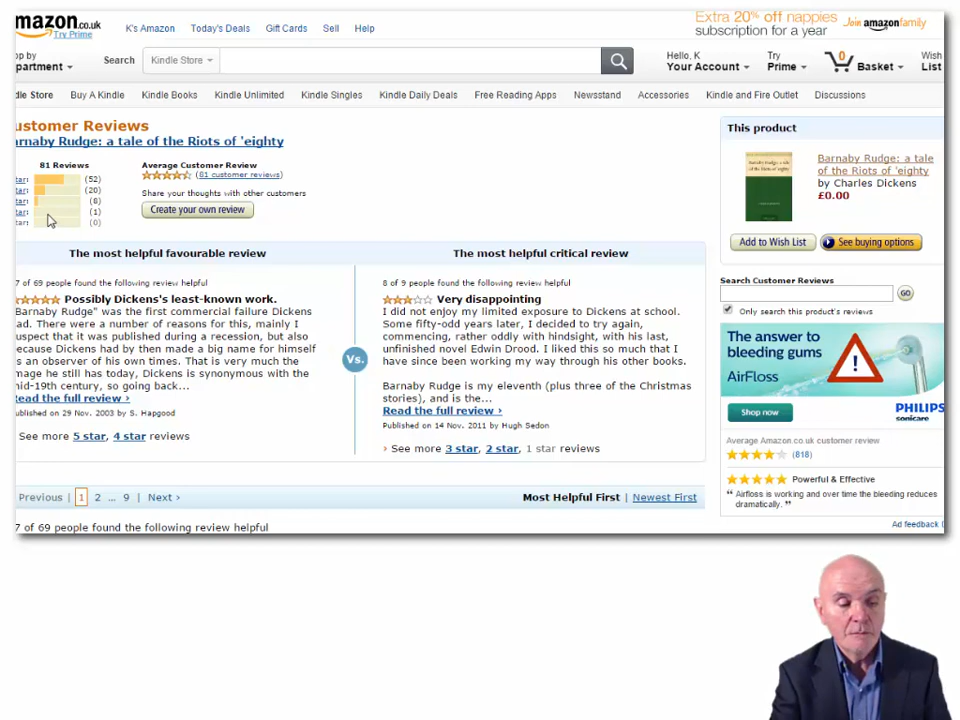 mazon.co.uk
Try Prime
K's Amazon Today's Deals Gift Cards Sell Help
Extra 20% off nappies
subscription for a year
Join amazonfamily
op by
partment
Search
Kindle Store
Hello, K
Your Account
Try
Prime
0
Basket
Wish
List
dle Store Buy A Kindle Kindle Books Kindle Unlimited Kindle Singles Kindle Daily Deals Free Reading Apps Newsstand Accessories Kindle and Fire Outlet Discussions
ustomer Reviews
arnaby Rudge: a tale of the Riots of 'eighty
81 Reviews
tar: (52)
tar: (20)
tar: (8)
tar: (1)
tar: (0)
Average Customer Review
(81 customer reviews)
Share your thoughts with other customers
Create your own review
The most helpful favourable review
7 of 69 people found the following review helpful
Possibly Dickens's least-known work.
Barnaby Rudge" was the first commercial failure Dickens
ad. There were a number of reasons for this, mainly I
uspect that it was published during a recession, but also
ecause Dickens had by then made a big name for himself
s an observer of his own times. That is very much the
mage he still has today, Dickens is synonymous with the
mid-19th century, so going back...
Read the full review ›
Published on 29 Nov. 2003 by S. Hapgood
See more 5 star, 4 star reviews
Vs.
The most helpful critical review
8 of 9 people found the following review helpful
Very disappointing
I did not enjoy my limited exposure to Dickens at school.
Some fifty-odd years later, I decided to try again,
commencing, rather oddly with hindsight, with his last,
unfinished novel Edwin Drood. I liked this so much that I
have since been working my way through his other books.
Barnaby Rudge is my eleventh (plus three of the Christmas
stories), and is the...
Read the full review ›
Published on 14 Nov. 2011 by Hugh Sedon
› See more 3 star, 2 star, 1 star reviews
Previous | 1 2 ... 9 | Next ›
Most Helpful First | Newest First
7 of 69 people found the following review helpful
This product
Barnaby Rudge: a tale
of the Riots of 'eighty
by Charles Dickens
£0.00
Add to Wish List
See buying options
Search Customer Reviews
GO
Only search this product's reviews
The answer to
bleeding gums
AirFloss
!
Shop now
PHILIPS
sonicare
Average Amazon.co.uk customer review
(818)
Powerful & Effective
"Airfloss is working and over time the bleeding reduces
dramatically."
Ad feedback